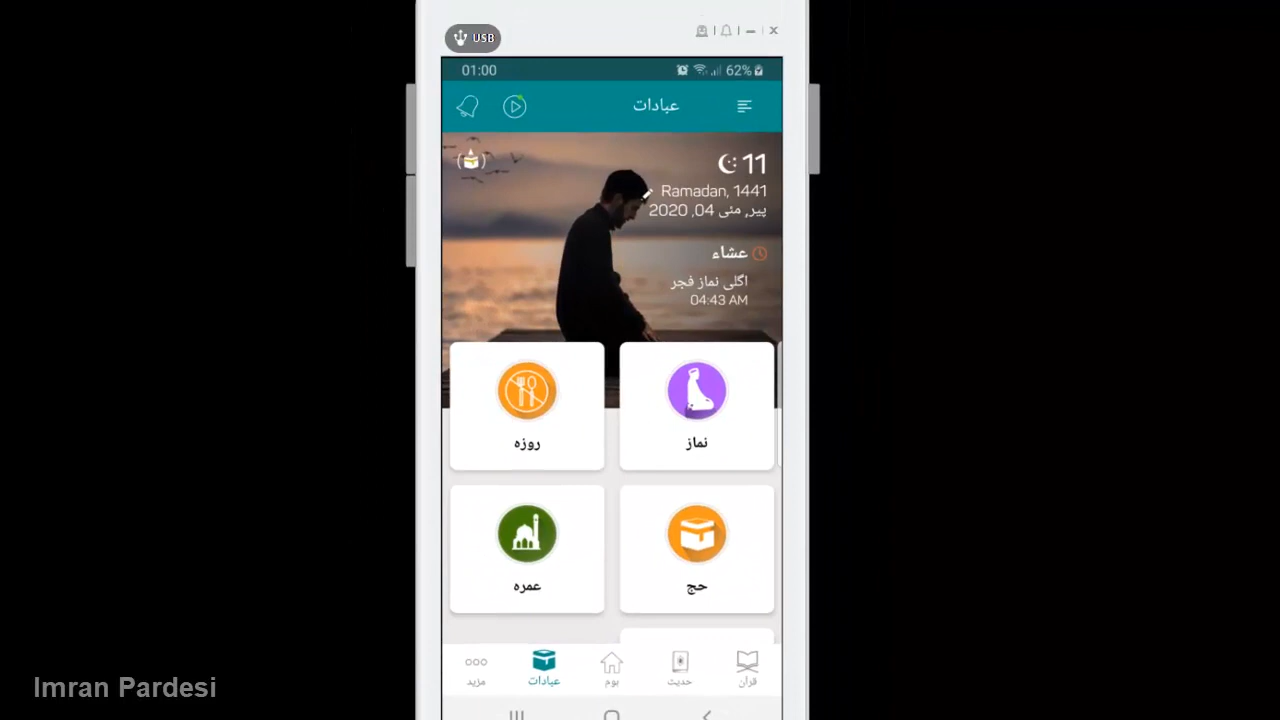 USB
01:00
62%
عبادات
11
Ramadan, 1441
پیر, مئی 04, 2020
عشاء
اگلی نماز فجر
04:43 AM
نماز
روزہ
حج
عمرہ
قرآن
حدیث
ہوم
عبادات
مزید
Imran Pardesi